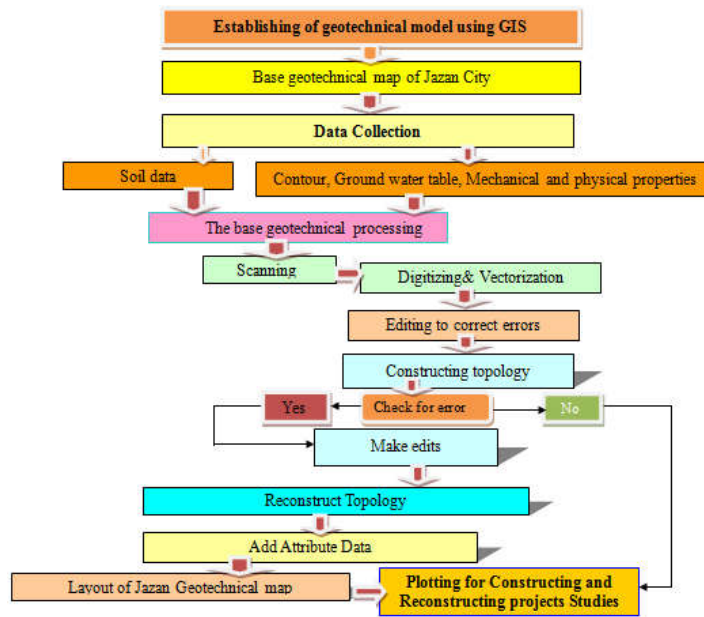 Establishing of geotechnical model using GIS
Base geotechnical map of Jazan City
Data Collection
Soil data
Contour, Ground water table, Mechanical and physical properties
The base geotechnical processing
Scanning
Digitizing& Vectorization
Editing to correct errors
Constructing topology
Yes
Check for error
No
Make edits
Reconstruct Topology
Add Attribute Data
Layout of Jazan Geotechnical map
Plotting for Constructing and
Reconstructing projects Studies